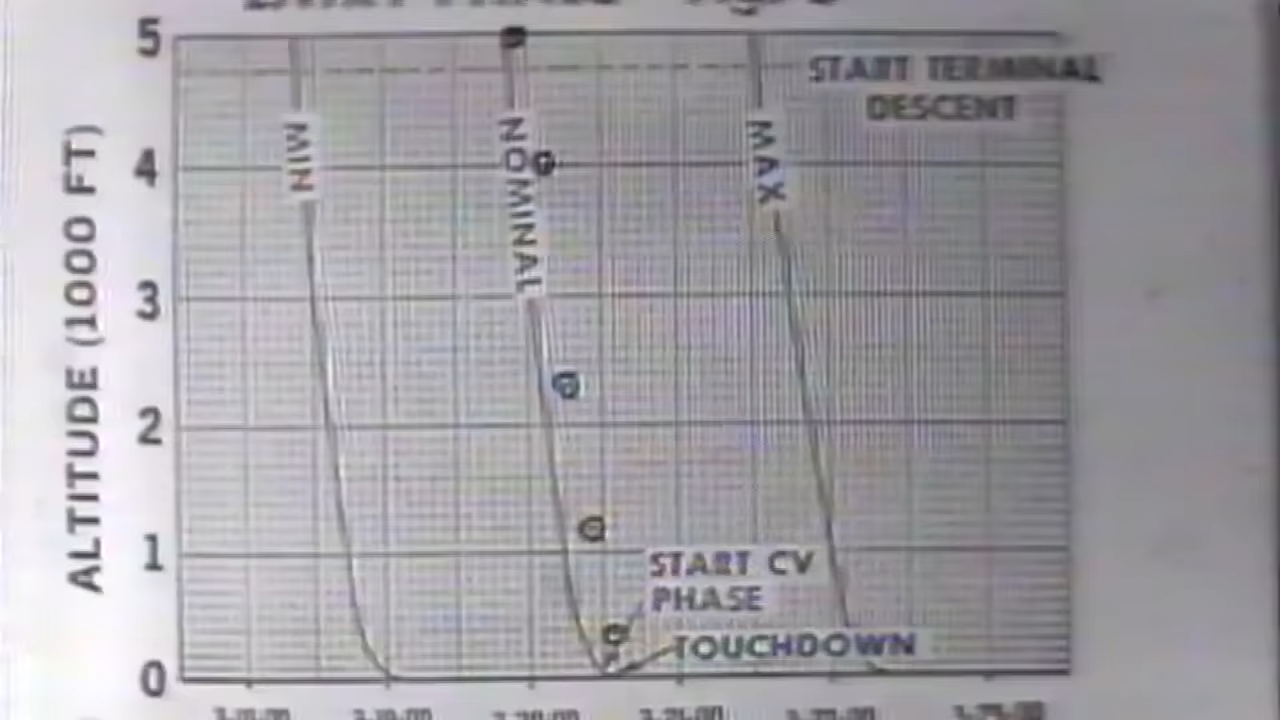 5
START TERMINAL
DESCENT
MIN
NOMINAL
MAX
4
ALTITUDE (1000 FT)
3
2
1
START CV
PHASE
TOUCHDOWN
0